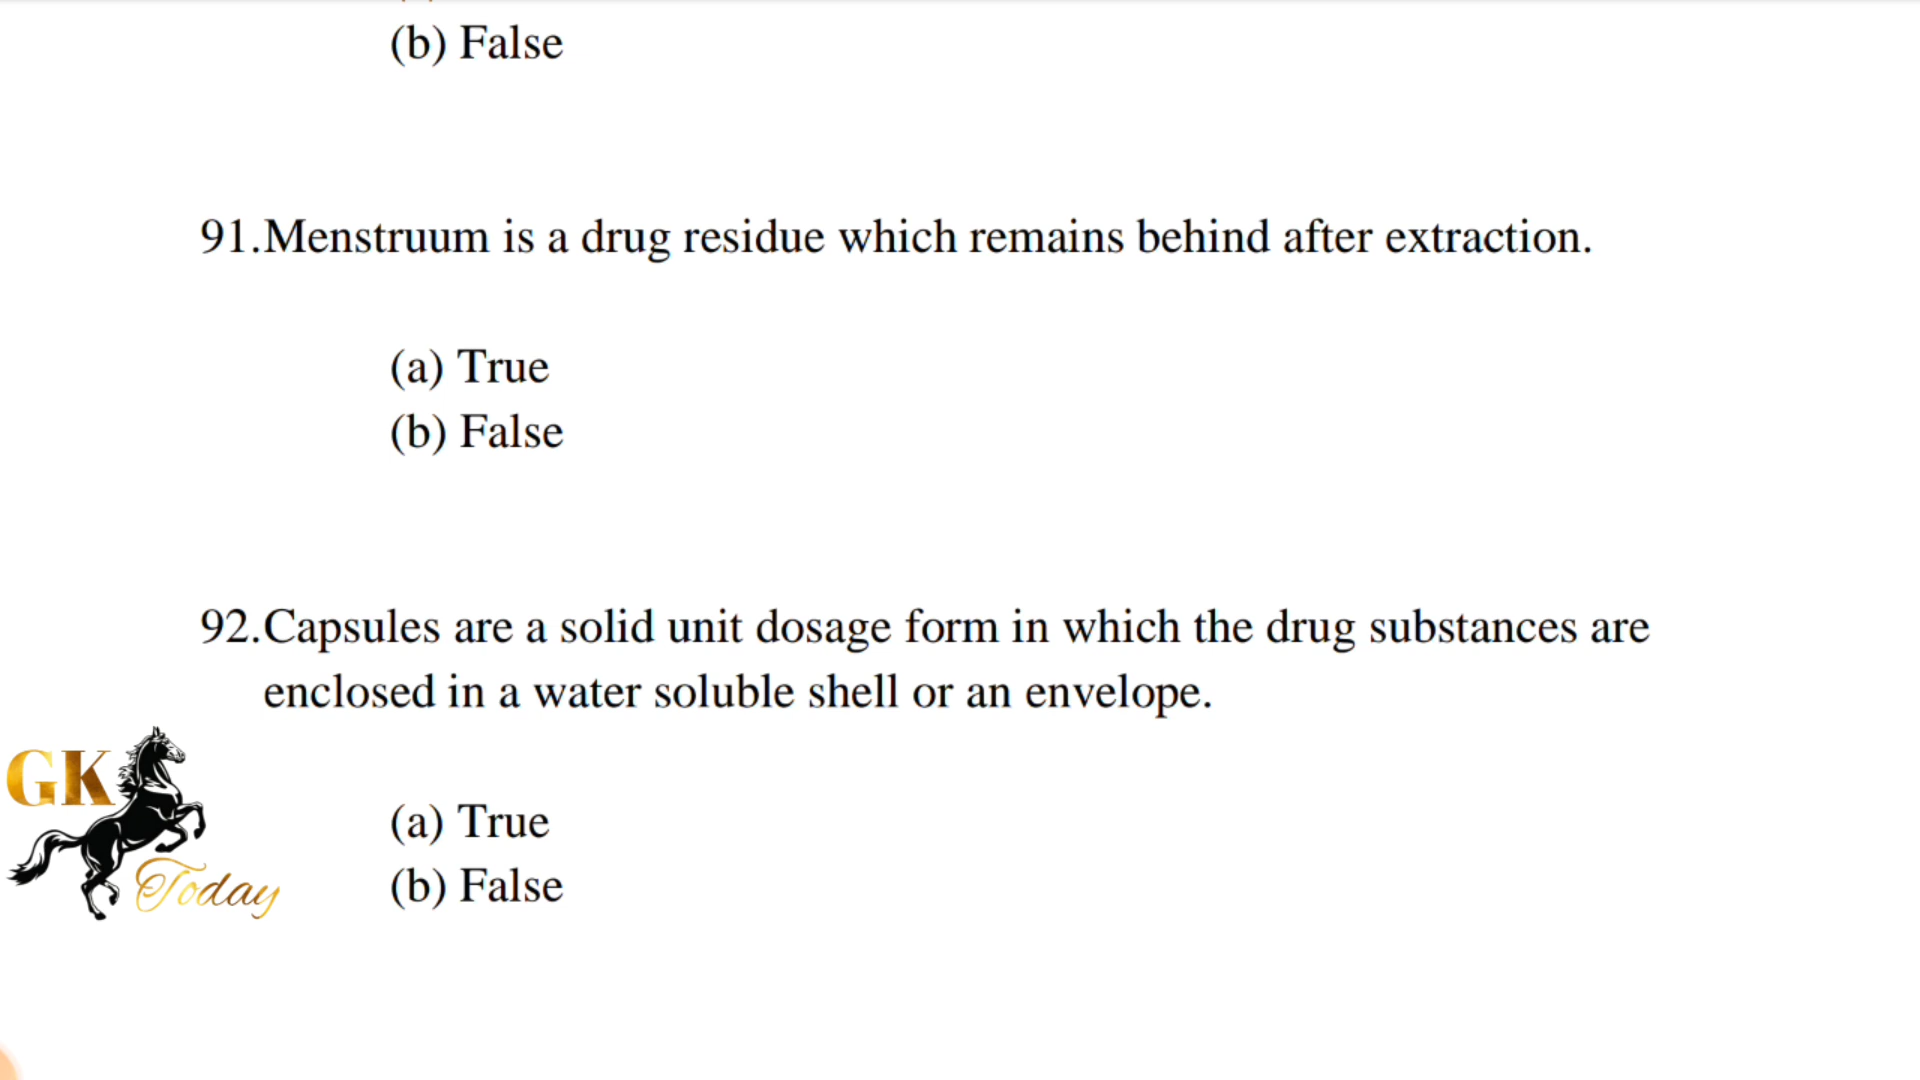 (b) False
91.Menstruum is a drug residue which remains behind after extraction.
(a) True
(b) False
92.Capsules are a solid unit dosage form in which the drug substances are
enclosed in a water soluble shell or an envelope.
GK
Today
(a) True
(b) False